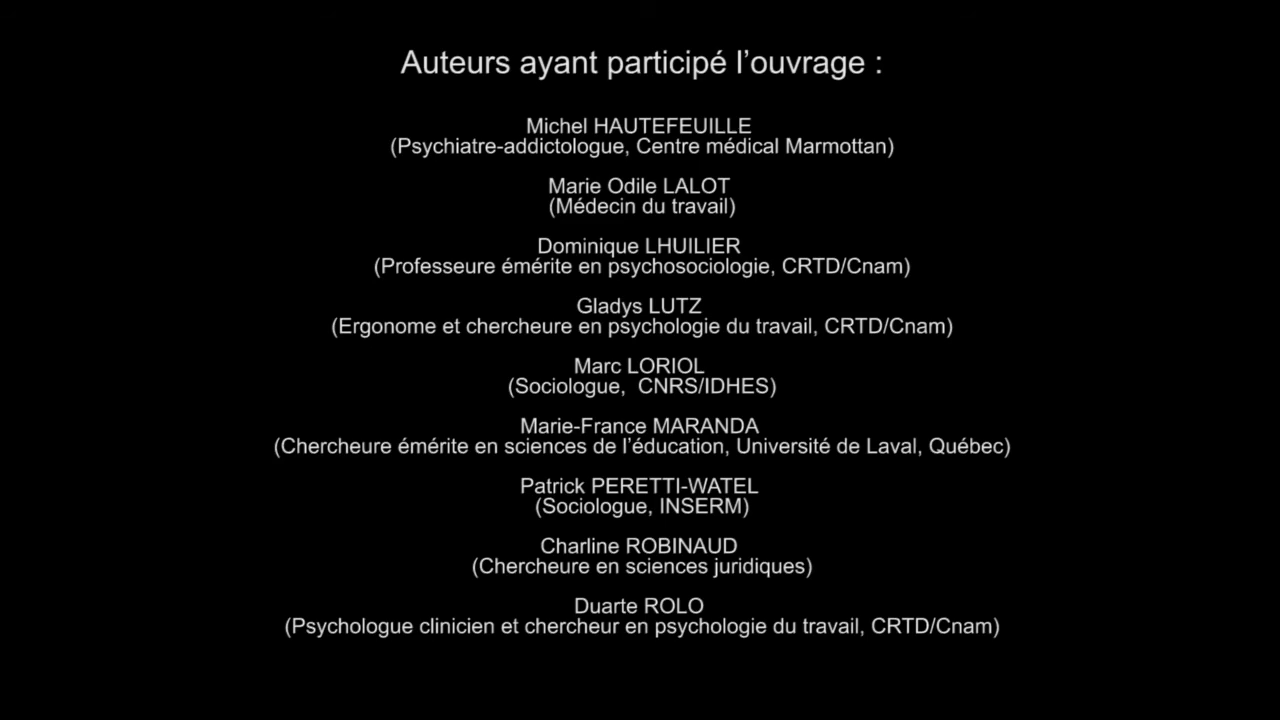 Auteurs ayant participé l’ouvrage :
Michel HAUTEFEUILLE
(Psychiatre-addictologue, Centre médical Marmottan)
Marie Odile LALOT
(Médecin du travail)
Dominique LHUILIER
(Professeure émérite en psychosociologie, CRTD/Cnam)
Gladys LUTZ
(Ergonome et chercheure en psychologie du travail, CRTD/Cnam)
Marc LORIOL
(Sociologue,  CNRS/IDHES)
Marie-France MARANDA
(Chercheure émérite en sciences de l’éducation, Université de Laval, Québec)
Patrick PERETTI-WATEL
(Sociologue, INSERM)
Charline ROBINAUD
(Chercheure en sciences juridiques)
Duarte ROLO
(Psychologue clinicien et chercheur en psychologie du travail, CRTD/Cnam)